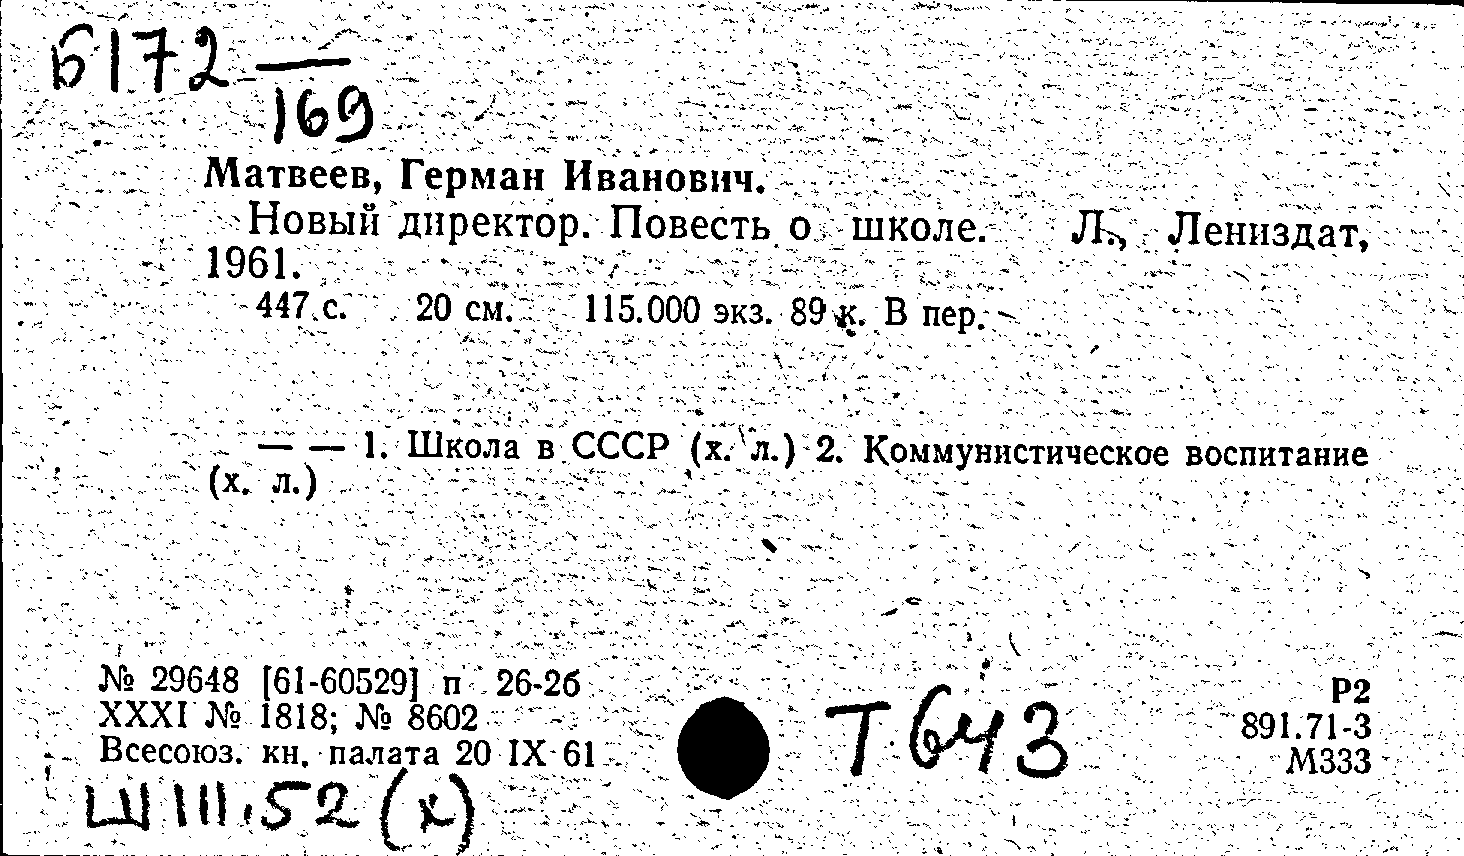 Б172
169
Матвеев, Герман Иванович.
Новый директор. Повесть о школе. Л., Лениздат,
1961.
447 с. 20 см. 115.000 экз. 89 к. В пер.
— — 1. Школа в СССР (х. л.) 2. Коммунистическое воспитание
(х. л.)
№ 29648 [61-60529] п 26-2б
XXXI № 1818; № 8602
Всесоюз. кн. палата 20 IX 61
Р2
891.71-3
М333
Т643
Ш III.52 (х)